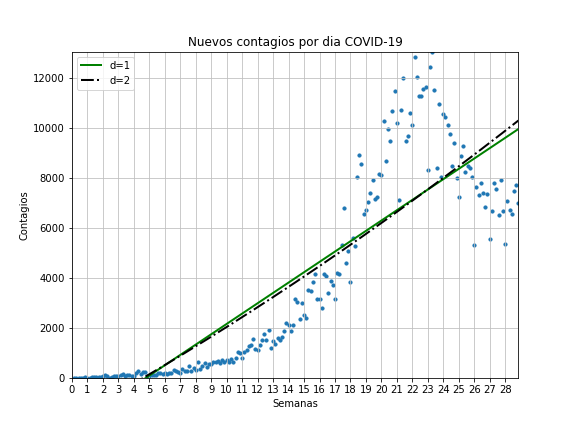 Nuevos contagios por dia COVID-19
d=1
d=2
12000
10000
8000
6000
4000
2000
0
Contagios
0 1 2 3 4 5 6 7 8 9 10 11 12 13 14 15 16 17 18 19 20 21 22 23 24 25 26 27 28
Semanas